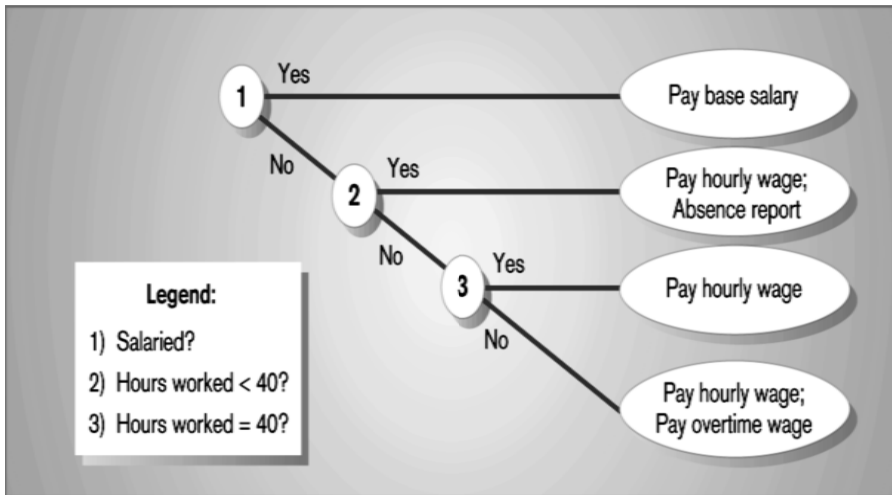 1
Yes
Pay base salary
No
2
Yes
Pay hourly wage;
Absence report
No
3
Yes
Pay hourly wage
No
Pay hourly wage;
Pay overtime wage
Legend:
1) Salaried?
2) Hours worked < 40?
3) Hours worked = 40?